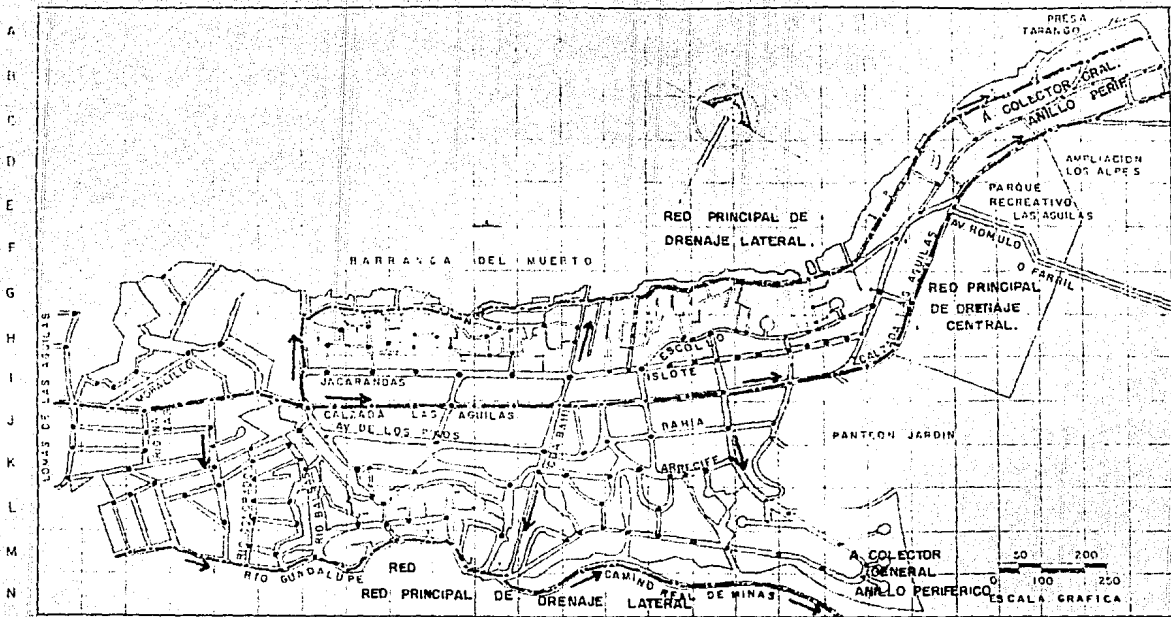 A
B
C
D
E
F
G
H
I
J
K
L
M
N
PRESA
TARANGO
A COLECTOR GRAL.
ANILLO PERIF
AMPLIACION
LOS ALPES
PARQUE
RECREATIVO
LAS AGUILAS
AV. ROMULO
O FARRIL
RED PRINCIPAL DE
DRENAJE LATERAL.
BARRANCA DEL MUERTO
RED PRINCIPAL
DE DRENAJE
CENTRAL.
CALZADA LAS AGUILAS
LOMAS DE LAS AGUILAS
ESCOLLO
ISLOTE
JACARANDAS
CALZADA LAS AGUILAS
AV DE LOS PINOS
BAHIA
ARRECIFE
PANTEON JARDIN
RIO GUADALUPE
RED
RED PRINCIPAL DE DRENAJE LATERAL
CAMINO REAL DE MINAS
A COLECTOR
GENERAL
ANILLO PERIFERICO
50 200
0 100 250
ESCALA GRAFICA